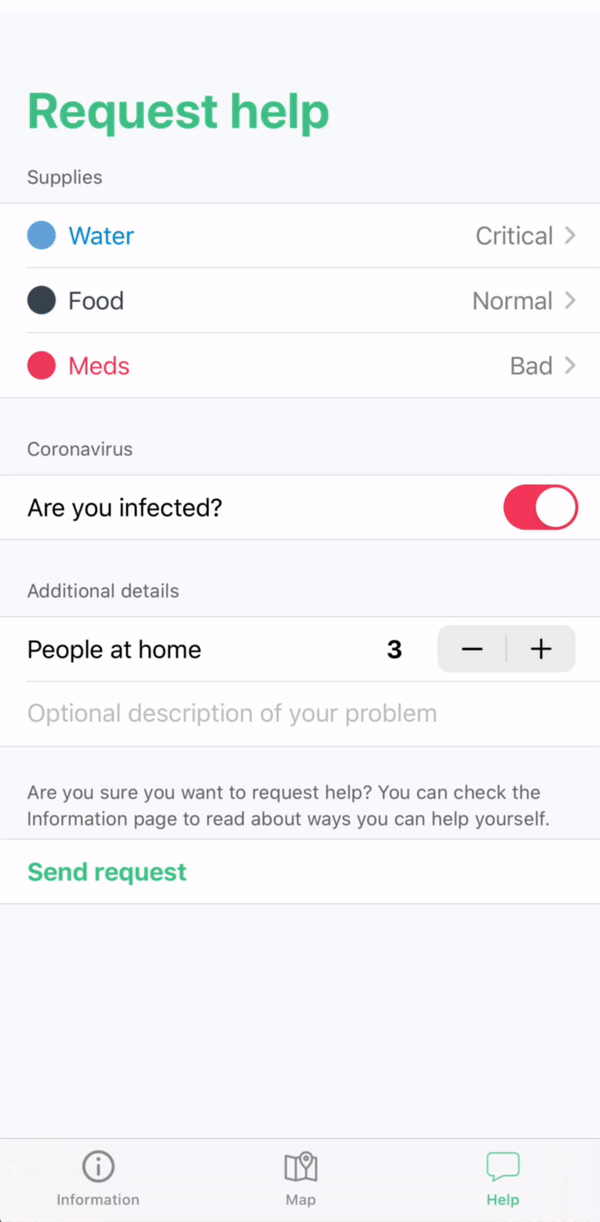 Request help
Supplies
Water Critical
Food Normal
Meds Bad
Coronavirus
Are you infected?
Additional details
People at home 3 − +
Optional description of your problem
Are you sure you want to request help? You can check the
Information page to read about ways you can help yourself.
Send request
Information Map Help